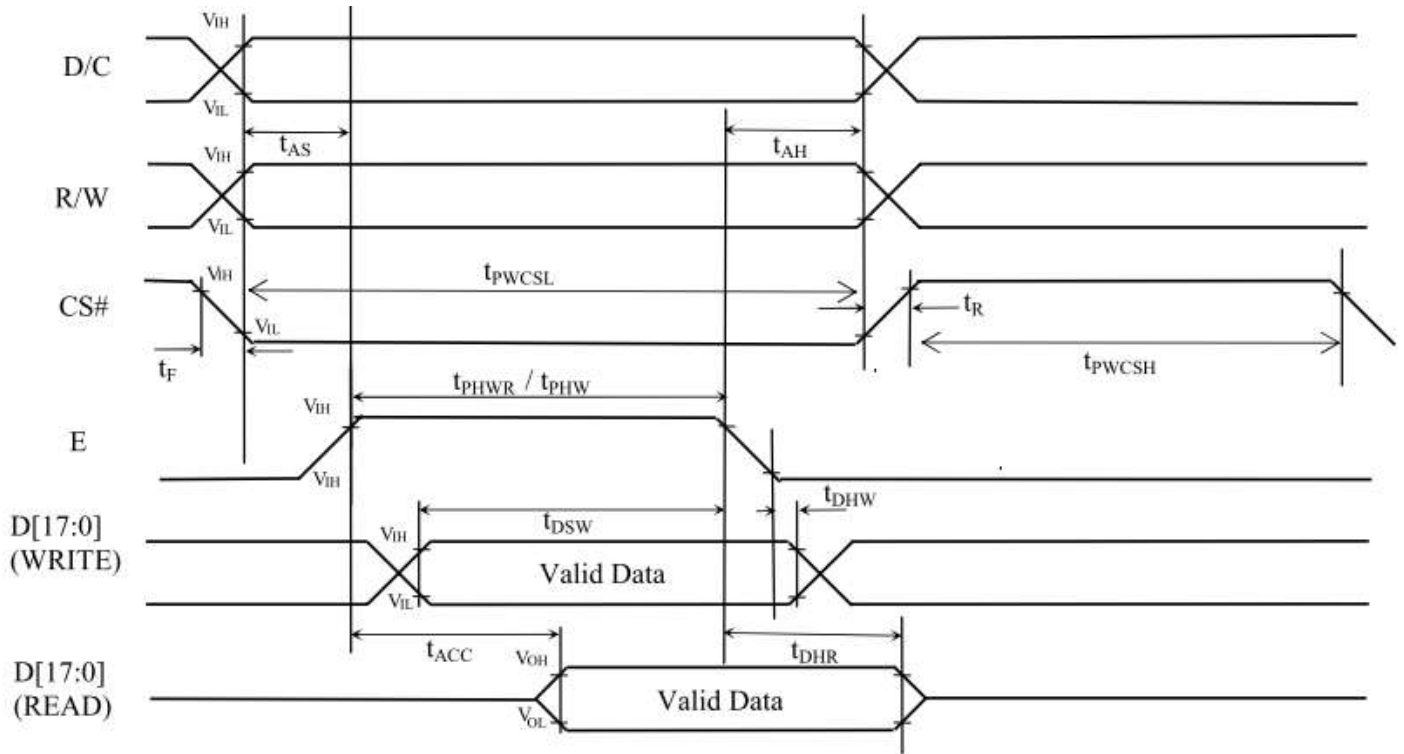 VIH
D/C
VIL
tAS
tAH
VIH
R/W
VIL
VIH
tPWCSL
CS#
tR
VIL
tF
tPWCSH
tPHWR / tPHW
VIH
E
VIH
tDHW
D[17:0]
(WRITE)
tDSW
VIH
Valid Data
VIL
tACC
tDHR
D[17:0]
(READ)
VOH
Valid Data
VOL